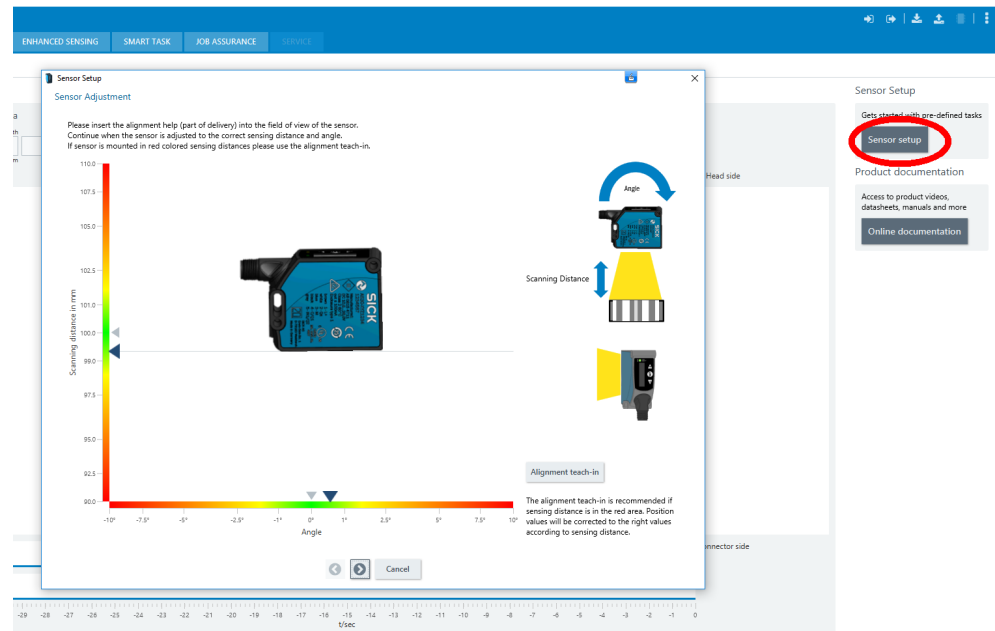 ENHANCED SENSING
SMART TASK
JOB ASSURANCE
SERVICE
Sensor Setup
Sensor Adjustment
Please insert the alignment help (part of delivery) into the field of view of the sensor.
Continue when the sensor is adjusted to the correct sensing distance and angle.
If sensor is mounted in red colored sensing distances please use the alignment teach-in.
110.0
107.5
105.0
102.5
101.0
100.0
99.0
97.5
95.0
92.5
90.0
Scanning distance in mm
SICK
-10°
-7.5°
-5°
-2.5°
-1°
0°
1°
2.5°
5°
7.5°
10°
Angle
Angle
SICK
Scanning Distance
Alignment teach-in
The alignment teach-in is recommended if
sensing distance is in the red area. Position
values will be corrected to the right values
according to sensing distance.
Cancel
Head side
Sensor Setup
Gets started with pre-defined tasks
Sensor setup
Product documentation
Access to product videos,
datasheets, manuals and more
Online documentation
-29 -28 -27 -26 -25 -24 -23 -22 -21 -20 -19 -18 -17 -16 -15 -14 -13 -12 -11 -10 -9 -8 -7 -6 -5 -4 -3 -2 -1 0
t/sec